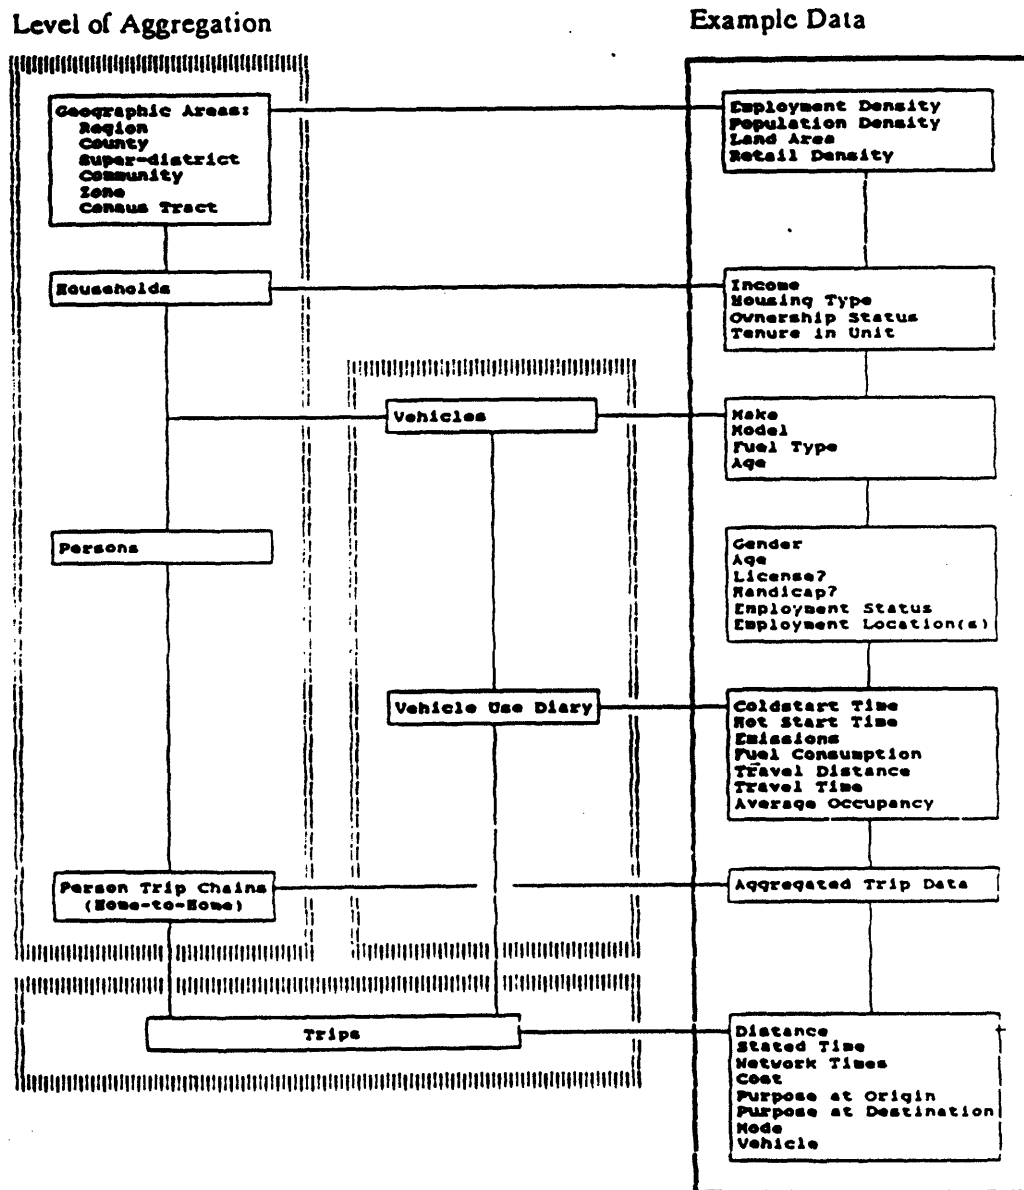 Level of Aggregation
Example Data
Geographic Areas:
Region
County
Super-district
Community
Zone
Census Tract
Employment Density
Population Density
Land Area
Retail Density
Households
Income
Housing Type
Ownership Status
Tenure in Unit
Vehicles
Make
Model
Fuel Type
Age
Persons
Gender
Age
License?
Handicap?
Employment Status
Employment Location(s)
Vehicle Use Diary
Coldstart Time
Hot Start Time
Emissions
Fuel Consumption
Travel Distance
Travel Time
Average Occupancy
Person Trip Chains
(Home-to-Home)
Aggregated Trip Data
Trips
Distance
Stated Time
Network Times
Cost
Purpose at Origin
Purpose at Destination
Mode
Vehicle